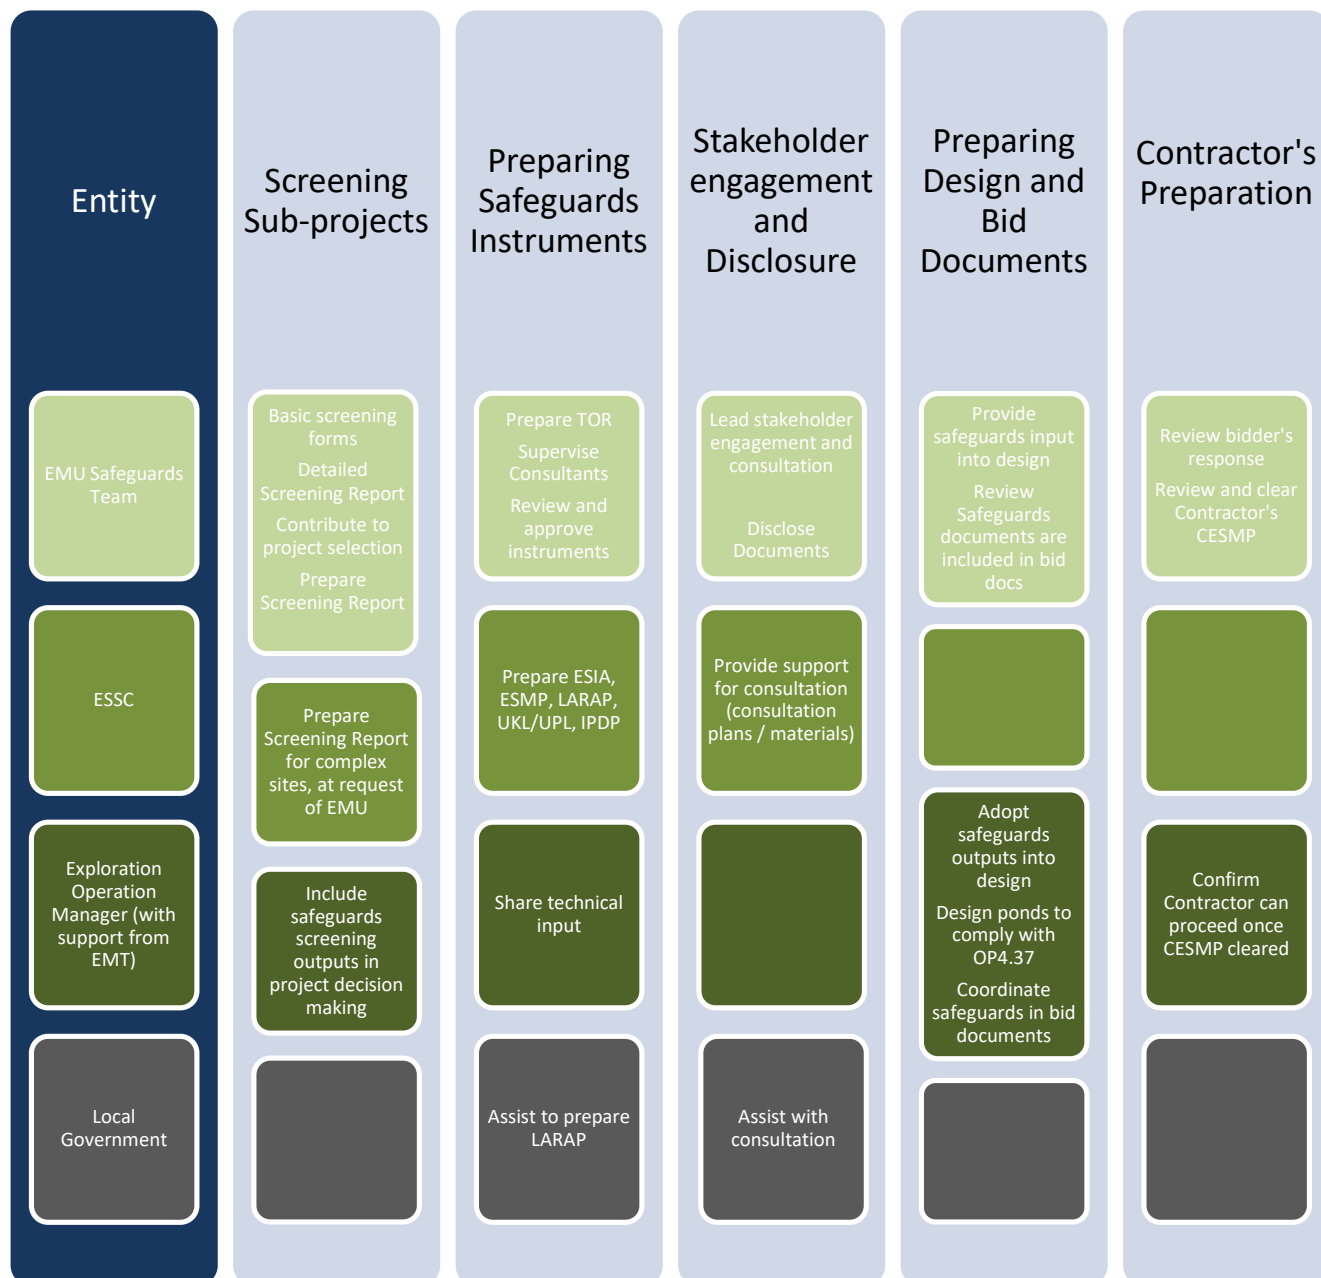 Entity
Screening
Sub-projects
Preparing
Safeguards
Instruments
Stakeholder
engagement
and
Disclosure
Preparing
Design and
Bid
Documents
Contractor's
Preparation
EMU Safeguards
Team
Basic screening
forms
Detailed
Screening Report
Contribute to
project selection
Prepare
Screening Report
Prepare TOR
Supervise
Consultants
Review and
approve
instruments
Lead stakeholder
engagement and
consultation
Disclose
Documents
Provide
safeguards input
into design
Review
Safeguards
documents are
included in bid
docs
Review bidder's
response
Review and clear
Contractor's
CESMP
ESSC
Prepare
Screening Report
for complex
sites, at request
of EMU
Prepare ESIA,
ESMP, LARAP,
UKL/UPL, IPDP
Provide support
for consultation
(consultation
plans / materials)
Exploration
Operation
Manager (with
support from
EMT)
Include
safeguards
screening
outputs in
project decision
making
Share technical
input
Adopt
safeguards
outputs into
design
Design ponds to
comply with
OP4.37
Coordinate
safeguards in bid
documents
Confirm
Contractor can
proceed once
CESMP cleared
Local
Government
Assist to prepare
LARAP
Assist with
consultation